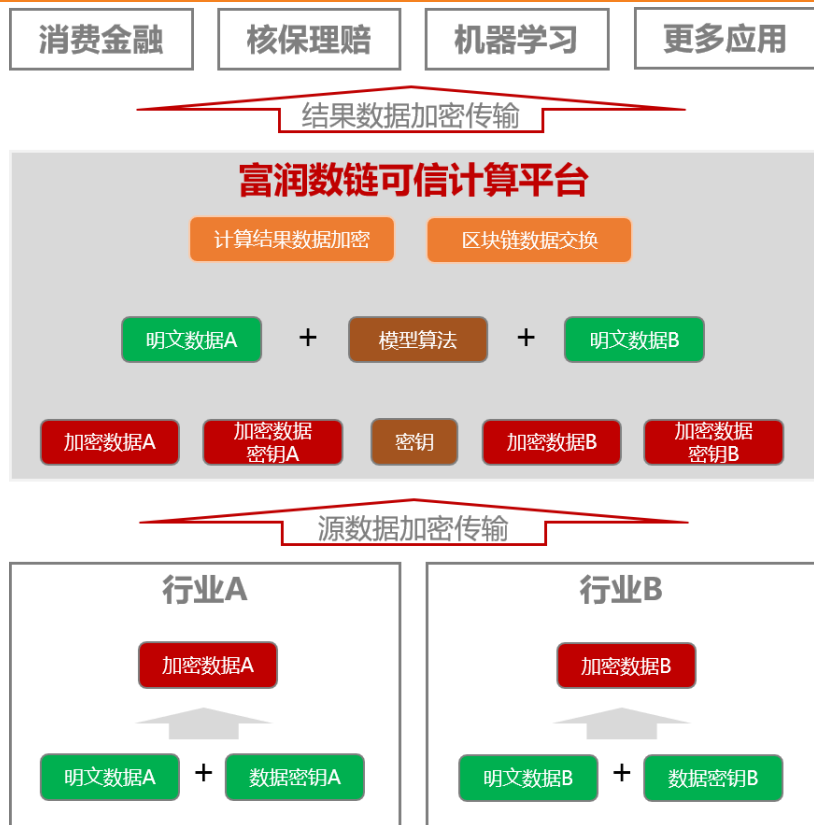 消费金融
核保理赔
机器学习
更多应用
结果数据加密传输
富润数链可信计算平台
计算结果数据加密
区块链数据交换
明文数据A
+
模型算法
+
明文数据B
加密数据A
加密数据
密钥A
密钥
加密数据B
加密数据
密钥B
源数据加密传输
行业A
加密数据A
明文数据A
+
数据密钥A
行业B
加密数据B
明文数据B
+
数据密钥B